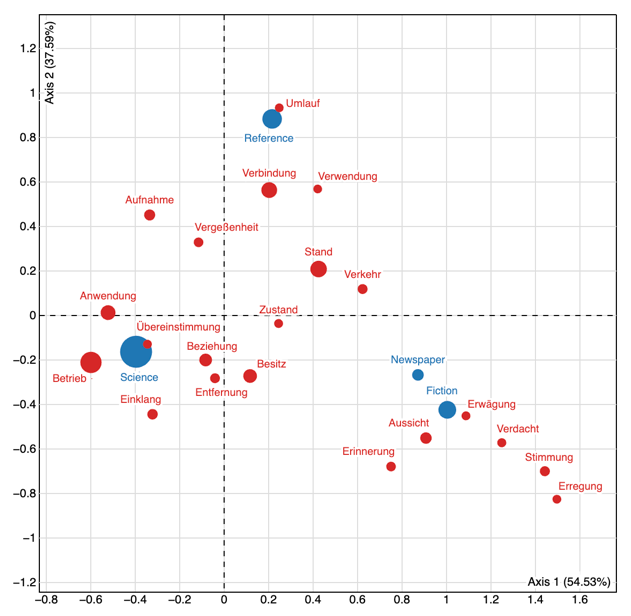 Axis 2 (37.59%)
1.2
1
0.8
0.6
0.4
0.2
0
−0.2
−0.4
−0.6
−0.8
−1
−1.2
Umlauf
Reference
Verbindung
Verwendung
Aufnahme
Vergeßenheit
Stand
Verkehr
Anwendung
Zustand
Übereinstimmung
Beziehung
Newspaper
Besitz
Betrieb
Science
Entfernung
Fiction
Einklang
Erwägung
Aussicht
Verdacht
Erinnerung
Stimmung
Erregung
Axis 1 (54.53%)
−0.8 −0.6 −0.4 −0.2 0 0.2 0.4 0.6 0.8 1 1.2 1.4 1.6